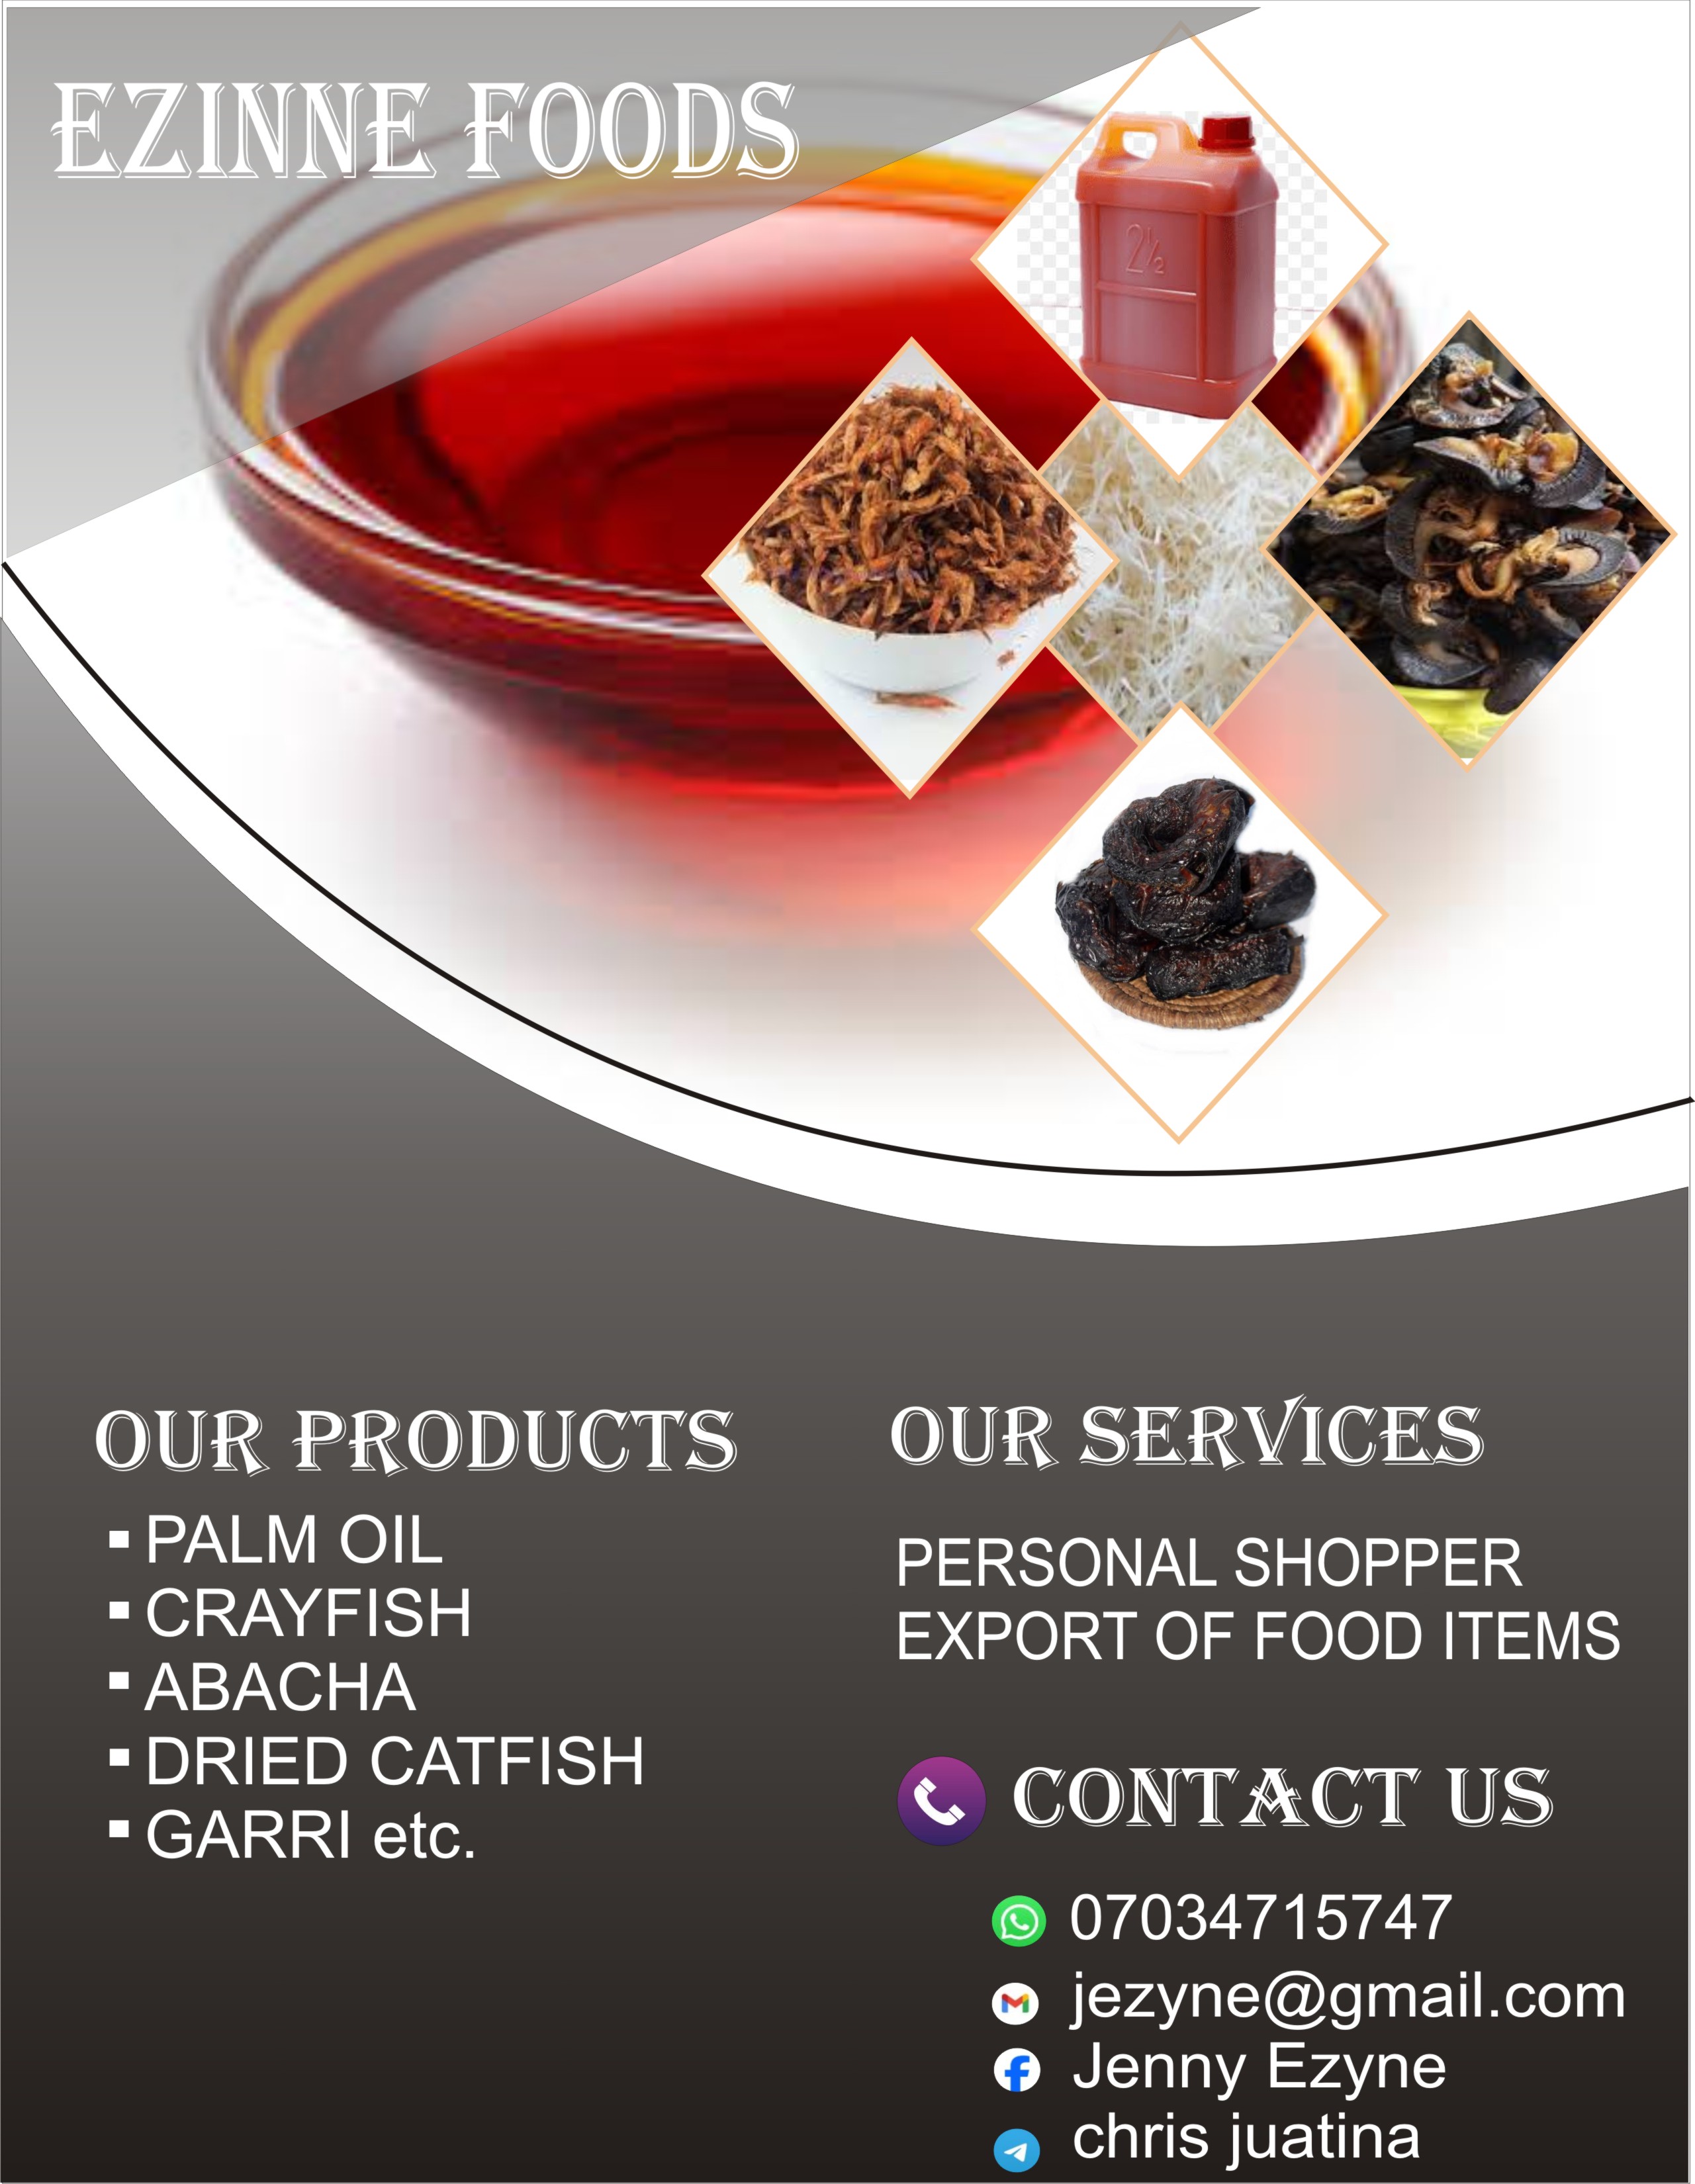 EZINNE FOODS
2½
OUR PRODUCTS
▪ PALM OIL
▪ CRAYFISH
▪ ABACHA
▪ DRIED CATFISH
▪ GARRI etc.
OUR SERVICES
PERSONAL SHOPPER
EXPORT OF FOOD ITEMS
CONTACT US
07034715747
jezyne@gmail.com
Jenny Ezyne
chris juatina